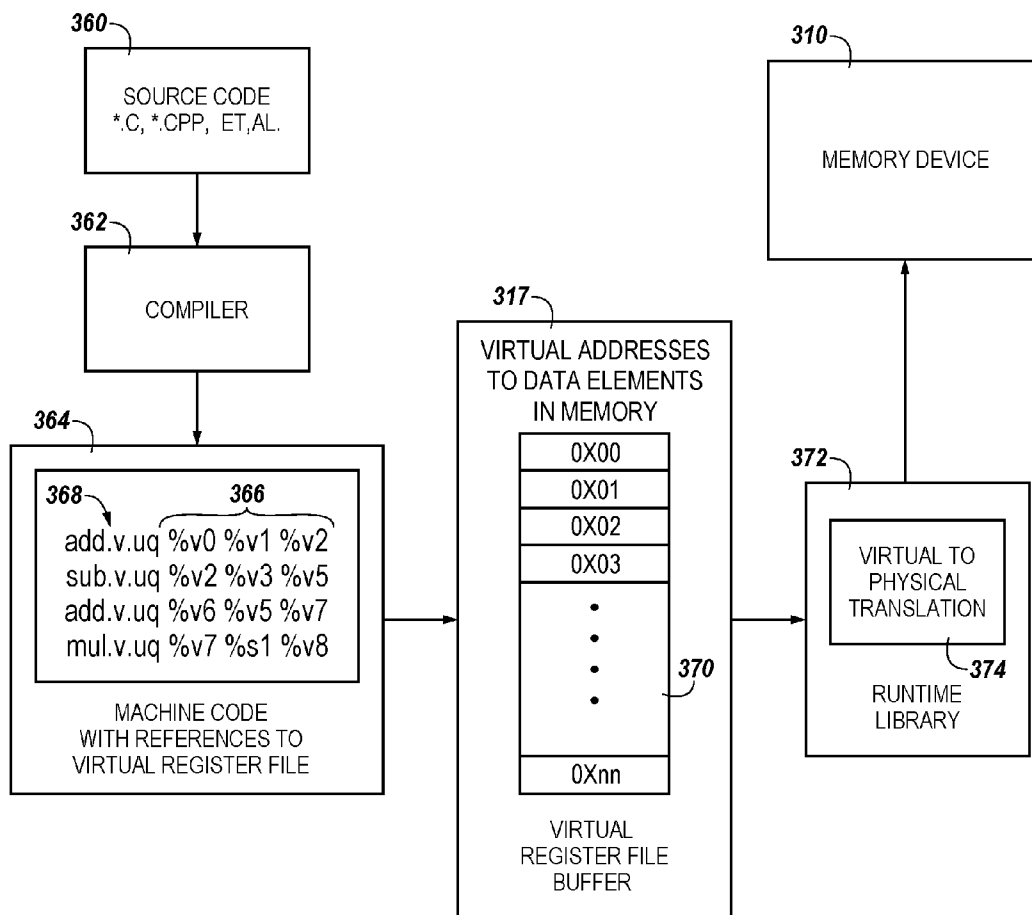 360
SOURCE CODE
*.C, *.CPP, ET,AL.
362
COMPILER
364
368
366
add.v.uq %v0 %v1 %v2
sub.v.uq %v2 %v3 %v5
add.v.uq %v6 %v5 %v7
mul.v.uq %v7 %s1 %v8
MACHINE CODE
WITH REFERENCES TO
VIRTUAL REGISTER FILE
317
VIRTUAL ADDRESSES
TO DATA ELEMENTS
IN MEMORY
0X00
0X01
0X02
0X03
370
0Xnn
VIRTUAL
REGISTER FILE
BUFFER
310
MEMORY DEVICE
372
VIRTUAL TO
PHYSICAL
TRANSLATION
374
RUNTIME
LIBRARY